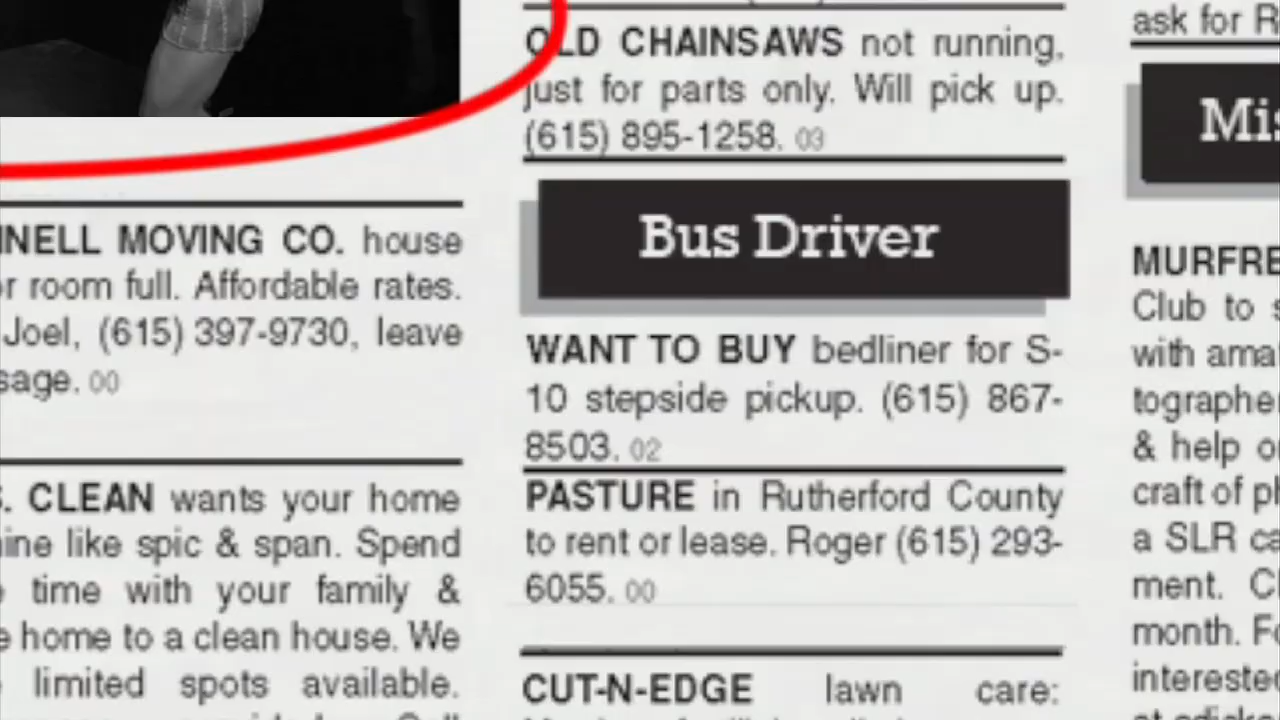 INELL MOVING CO. house
r room full. Affordable rates.
Joel, (615) 397-9730, leave
sage. 00
. CLEAN wants your home
ine like spic & span. Spend
time with your family &
e home to a clean house. We
limited spots available.
OLD CHAINSAWS not running,
just for parts only. Will pick up.
(615) 895-1258. 03
Bus Driver
WANT TO BUY bedliner for S-
10 stepside pickup. (615) 867-
8503. 02
PASTURE in Rutherford County
to rent or lease. Roger (615) 293-
6055. 00
CUT-N-EDGE lawn care:
ask for R
Mis
MURFRE
Club to s
with ama
tographe
& help o
craft of p
a SLR ca
ment. C
month. F
interested